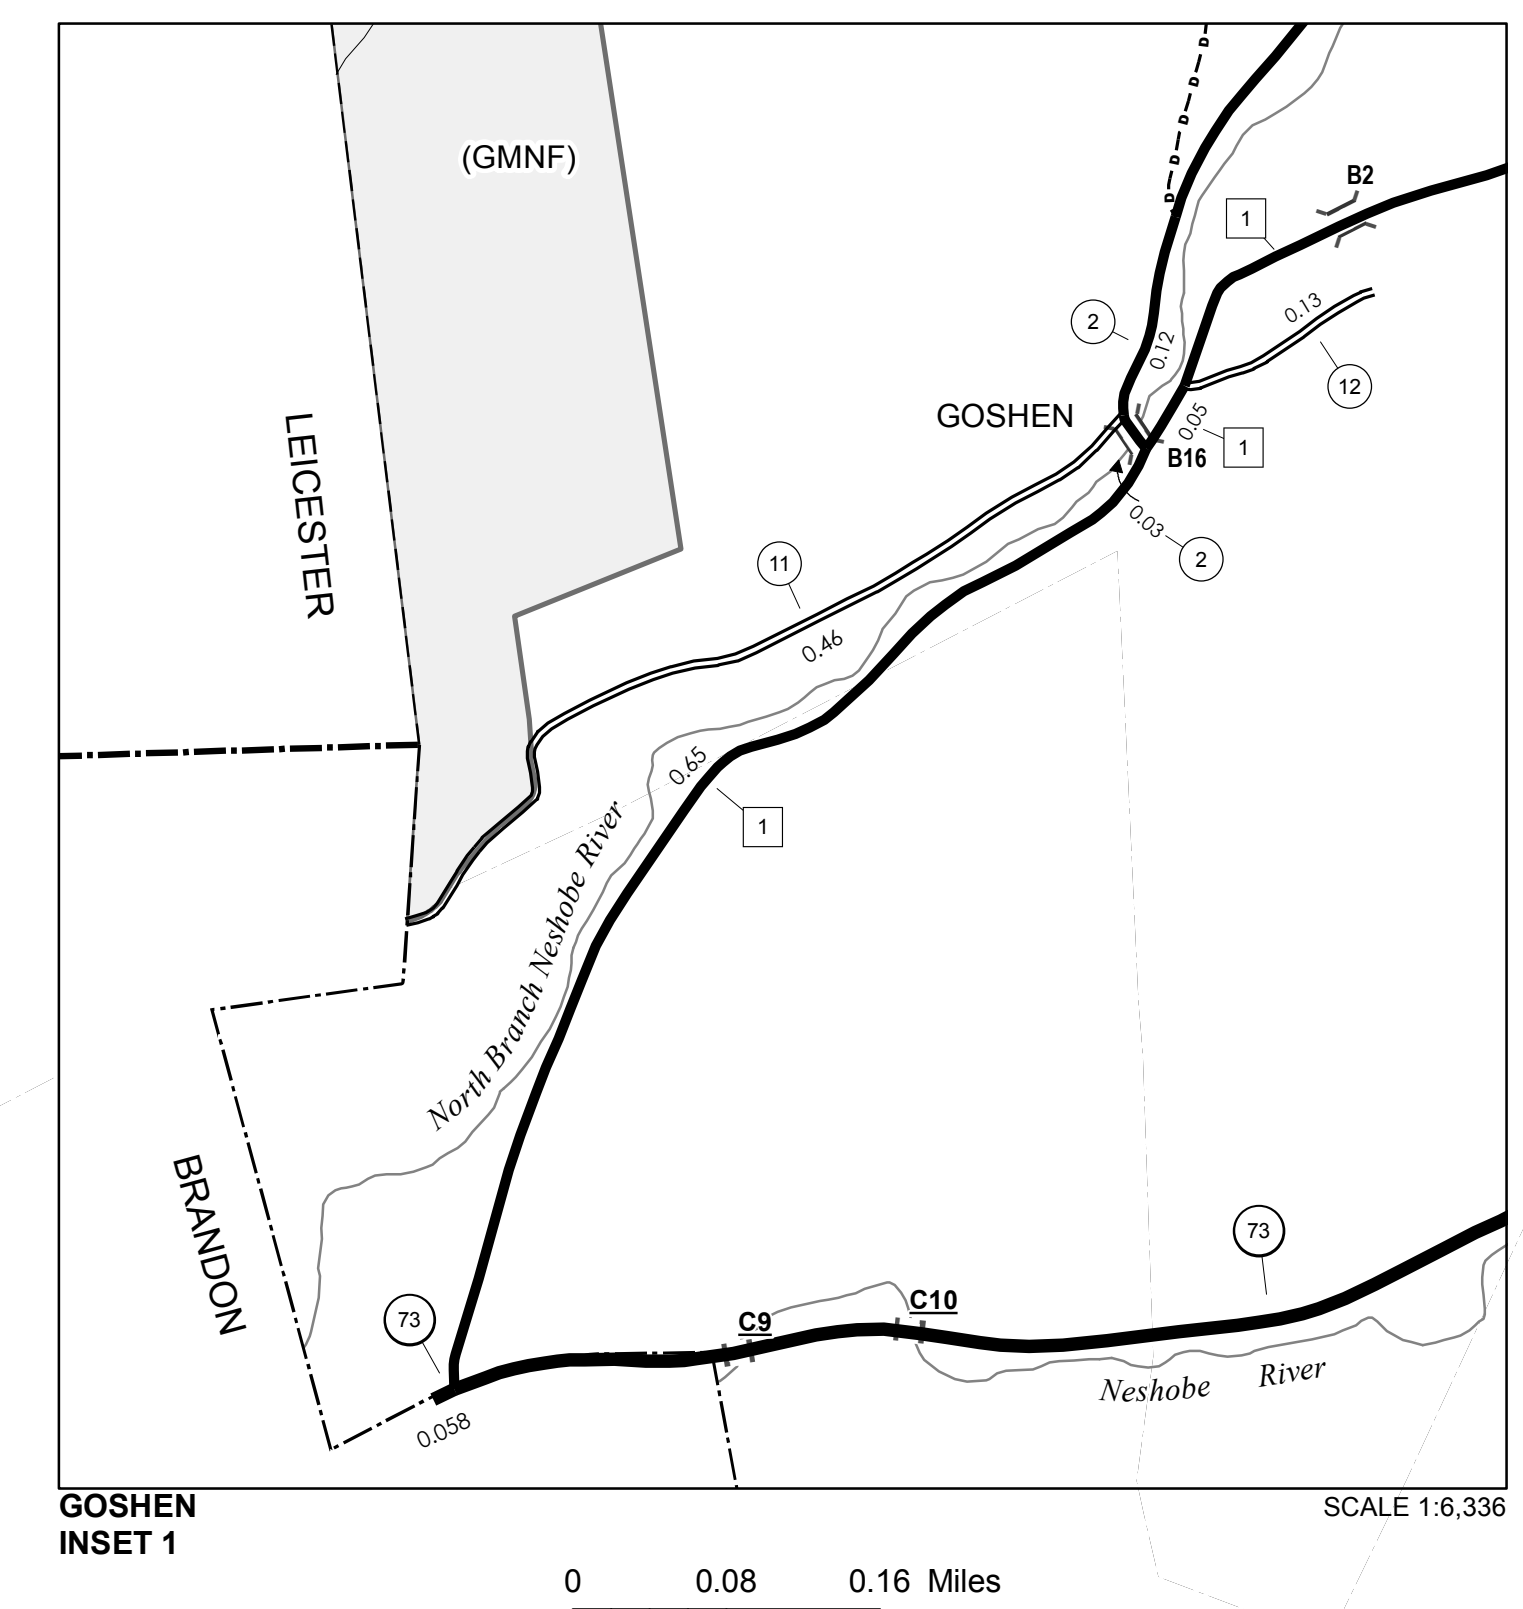 D
D
D
(GMNF)
D
B2
D
1
0.13
2
0.12
12
GOSHEN
0.05
1
B16
LEICESTER
0.03
2
11
0.46
0.65
1
North Branch Neshobe River
BRANDON
73
C10
73
C9
Neshobe River
0.058
GOSHEN
INSET 1
SCALE 1:6,336
0 0.08 0.16 Miles